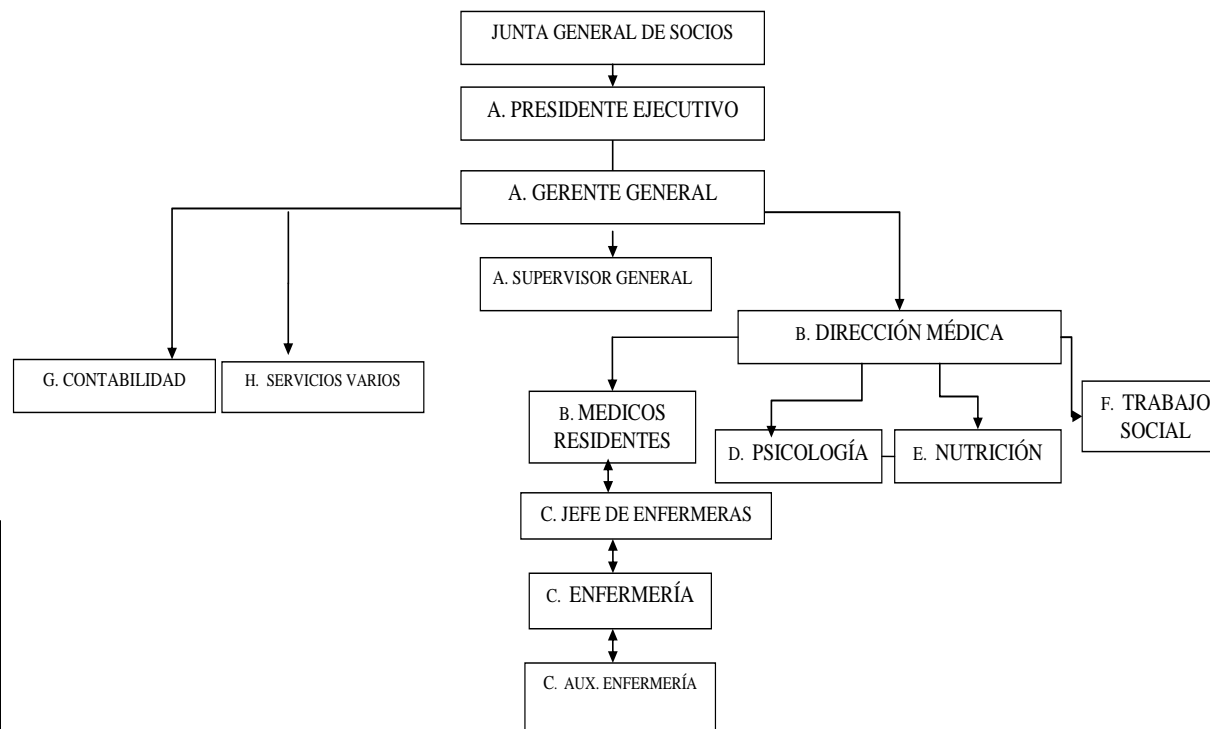 JUNTA GENERAL DE SOCIOS
A. PRESIDENTE EJECUTIVO
A. GERENTE GENERAL
A. SUPERVISOR GENERAL
B. DIRECCIÓN MÉDICA
G. CONTABILIDAD
H. SERVICIOS VARIOS
B. MEDICOS
RESIDENTES
D. PSICOLOGÍA
E. NUTRICIÓN
F. TRABAJO
SOCIAL
C. JEFE DE ENFERMERAS
C. ENFERMERÍA
C. AUX. ENFERMERÍA